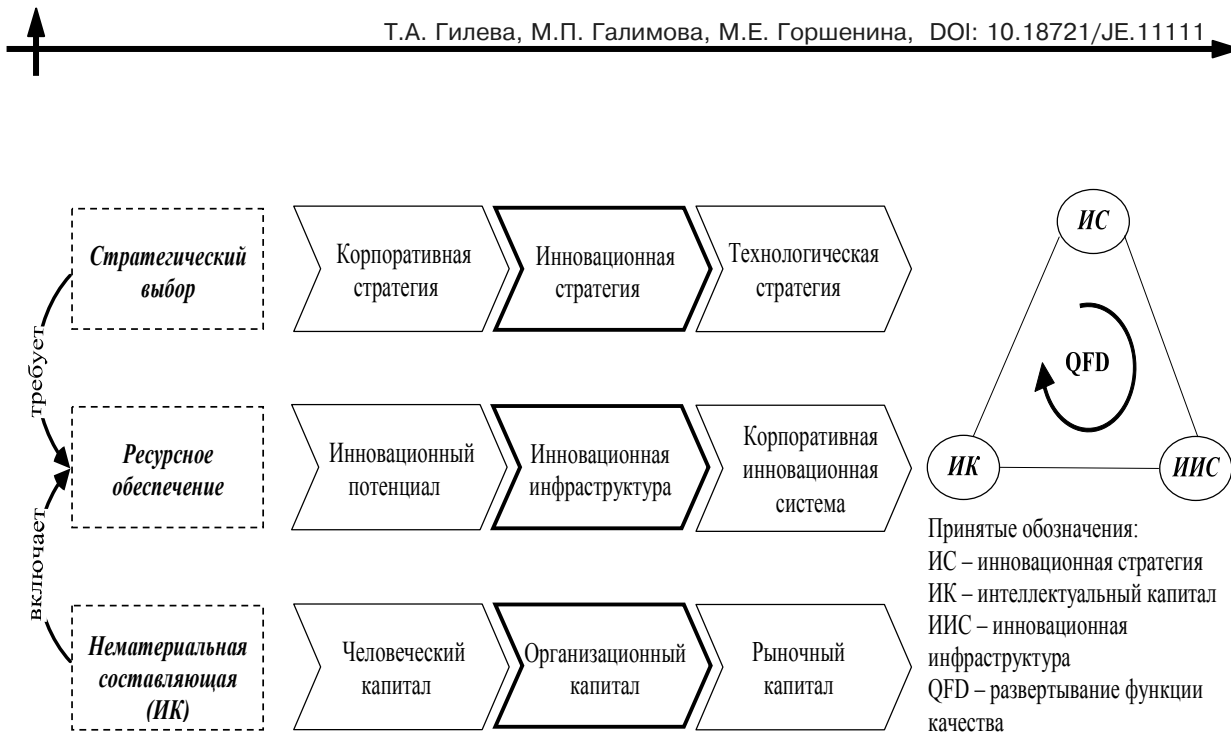 Т.А. Гилева, М.П. Галимова, М.Е. Горшенина, DOI: 10.18721/JE.11111
Стратегический
выбор
Корпоративная
стратегия
Инновационная
стратегия
Технологическая
стратегия
требует
Ресурсное
обеспечение
Инновационный
потенциал
Инновационная
инфраструктура
Корпоративная
инновационная
система
включает
Нематериальная
составляющая
(ИК)
Человеческий
капитал
Организационный
капитал
Рыночный
капитал
ИС
QFD
ИК
ИИС
Принятые обозначения:
ИС – инновационная стратегия
ИК – интеллектуальный капитал
ИИС – инновационная
инфраструктура
QFD – развертывание функции
качества